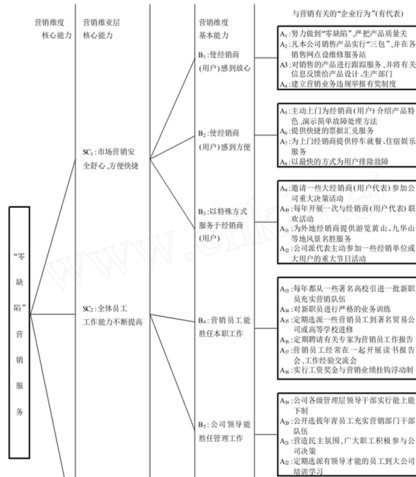 营销维度
核心能力
营销维亚层
核心能力
营销维度
基本能力
与营销有关的“企业行为”(有代表)
“零缺陷”营销服务
SC₁:市场营销安
全舒心,方便快捷
SC₂:全体员工
工作能力不断提高
B₁:使经销商
(用户)感到放心
B₂:使经销商
(用户)感到方便
B₃:以特殊方式
服务于经销商
(用户)
B₄:营销员工能
胜任本职工作
B₅:公司领导能
胜任管理工作
A₁:努力做到“零缺陷”,严把产品质量关
A₂:凡本公司销售产品实行“三包”,并在各
销售网点设维修服务站
A3:对销售的产品进行跟踪服务,并将有关
信息反馈的产品设计、生产部门
A₄:建立营销业务违规举报有奖制度
A₅:主动上门为经销商(用户)介绍产品特
色,演示简单故障处理方法
A₆:提供快捷的票据汇兑服务
A₇:为上门经销商提供停车就餐、住宿娱乐
服务
A₈:以最快的方式为用户排除故障
A₉:邀请一些大经销商(用户代表)参加公
司重大决策活动
A₁₀:每年开展一次与经销商(用户代表)联
欢活动
A₁₁:为外地经销商提供游览黄山、九华山
等地风景名胜服务
A₁₂:公司派代表主动参加一些经销单位或
大用户的重大节日活动
A₁₃:每年都从一些著名高校引进一批新职
员充实营销队伍
A₁₄:对新职员进行严格的业务训练
A₁₅:定期选派一些营销员工到著名贸易公
司或高等学校进修
A₁₆:定期聘请有关专家为营销员工作报告
A₁₇:营销员工经常在一起开展读书报告
会,工作经验交流会
A₁₈:实行工资奖金与营销业绩挂钩浮动制
A₁₉:公司各级管理层领导干部实行能上能
下制
A₂₀:公开选拔年青员工充实营销部门干部
队伍
A₂₁:营造民主氛围,广大职工积极参与公
司决策
A₂₂:定期选派有领导才能的员工到大公司
培训学习